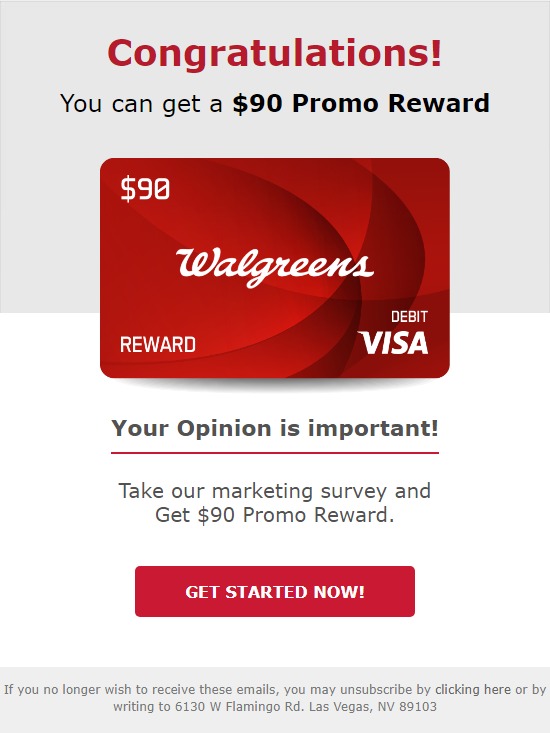 Congratulations!
You can get a $90 Promo Reward
$90
Walgreens
DEBIT
REWARD VISA
Your Opinion is important!
Take our marketing survey and
Get $90 Promo Reward.
GET STARTED NOW!
If you no longer wish to receive these emails, you may unsubscribe by clicking here or by
writing to 6130 W Flamingo Rd. Las Vegas, NV 89103